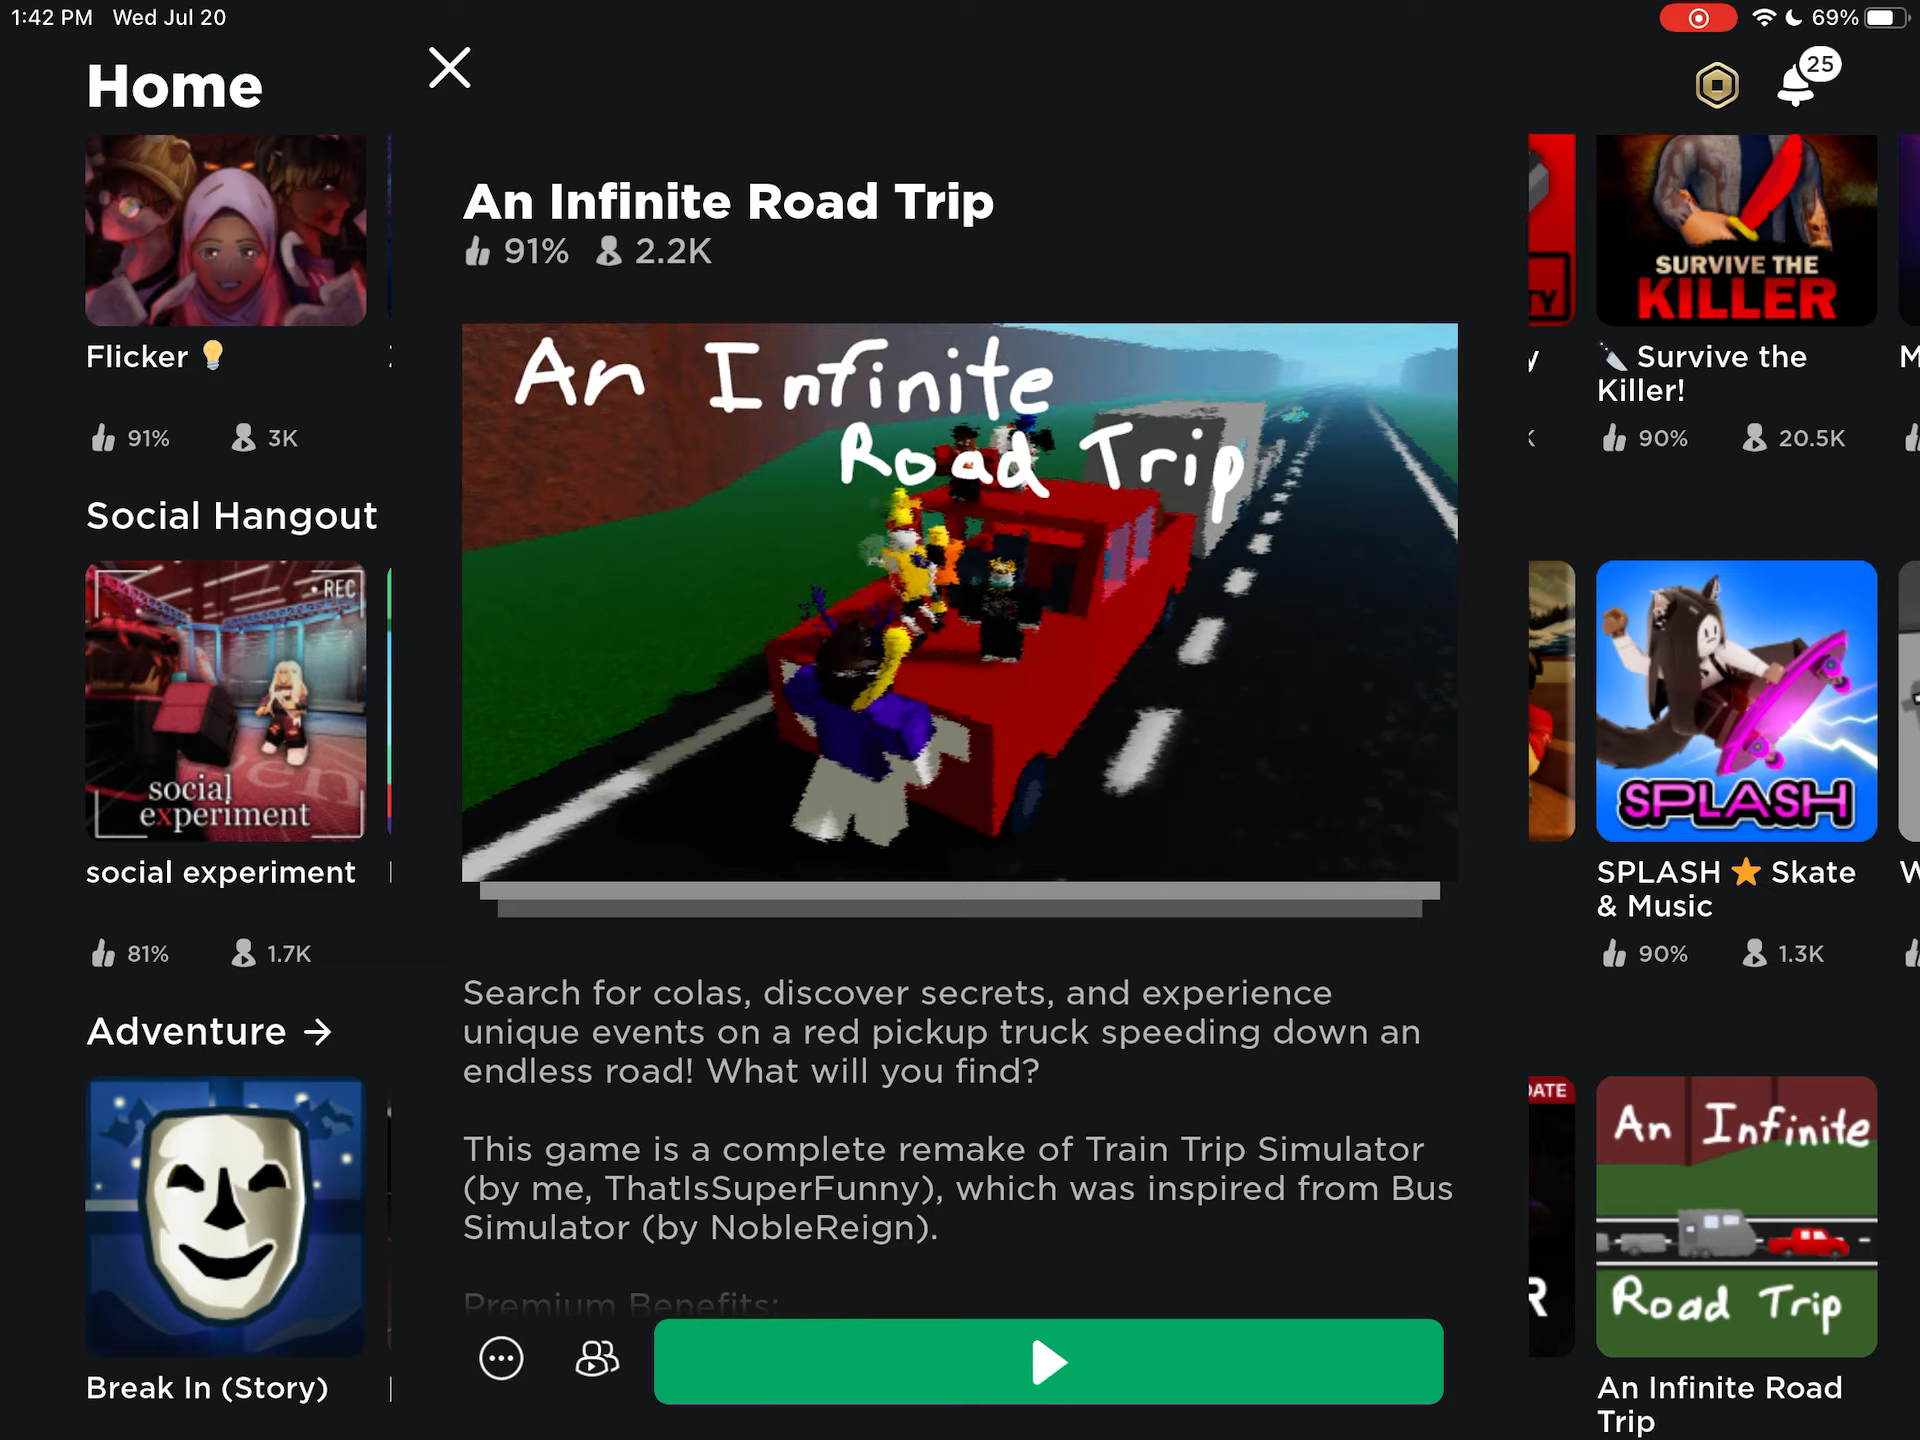 1:42 PM Wed Jul 20
69%
Home
25
An Infinite Road Trip
91% 2.2K
An Infinite
Road Trip
Search for colas, discover secrets, and experience
unique events on a red pickup truck speeding down an
endless road! What will you find?
This game is a complete remake of Train Trip Simulator
(by me, ThatIsSuperFunny), which was inspired from Bus
Simulator (by NobleReign).
Premium Benefits:
Flicker
91% 3K
Social Hangout
REC
social
experiment
social experiment
81% 1.7K
Adventure →
Break In (Story)
TY
y
K
SURVIVE THE
KILLER
Survive the
Killer!
90% 20.5K
M
SPLASH
SPLASH ⭐ Skate
& Music
90% 1.3K
W
DATE
R
An Infinite
Road Trip
An Infinite Road
Trip